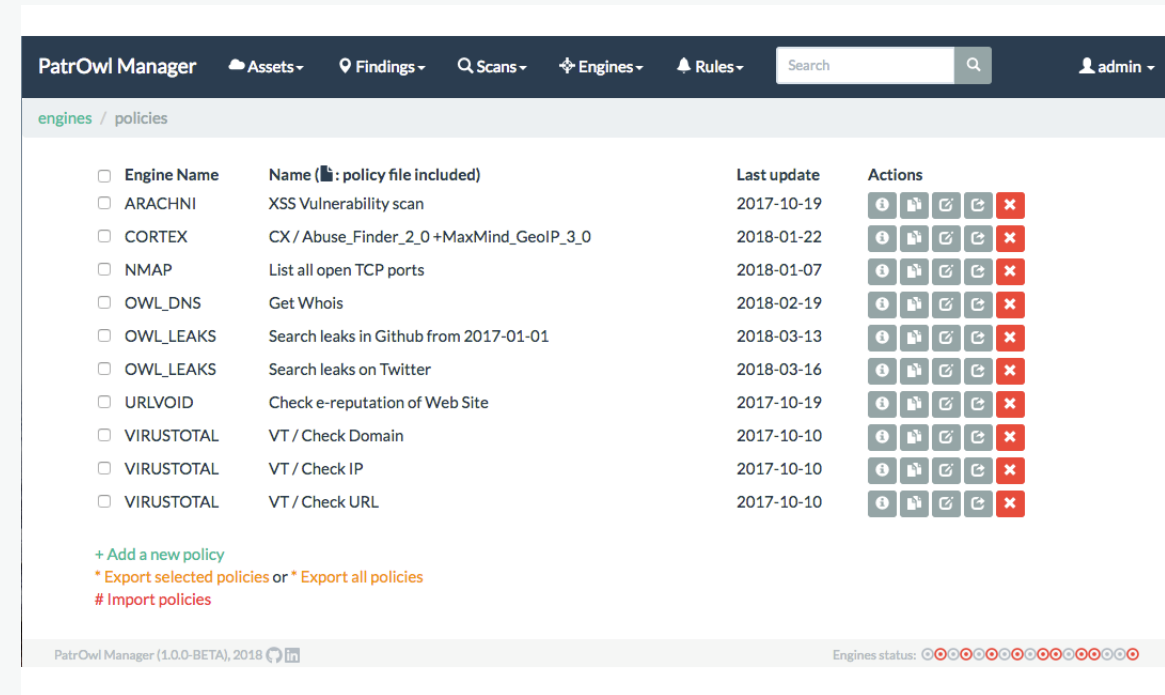 PatrOwl Manager Assets Findings Scans Engines Rules Search admin
engines / policies
Engine Name Name ( : policy file included) Last update Actions
ARACHNI XSS Vulnerability scan 2017-10-19
CORTEX CX / Abuse_Finder_2_0 +MaxMind_GeoIP_3_0 2018-01-22
NMAP List all open TCP ports 2018-01-07
OWL_DNS Get Whois 2018-02-19
OWL_LEAKS Search leaks in Github from 2017-01-01 2018-03-13
OWL_LEAKS Search leaks on Twitter 2018-03-16
URLVOID Check e-reputation of Web Site 2017-10-19
VIRUSTOTAL VT / Check Domain 2017-10-10
VIRUSTOTAL VT / Check IP 2017-10-10
VIRUSTOTAL VT / Check URL 2017-10-10
+ Add a new policy
* Export selected policies or * Export all policies
# Import policies
PatrOwl Manager (1.0.0-BETA), 2018 in Engines status: